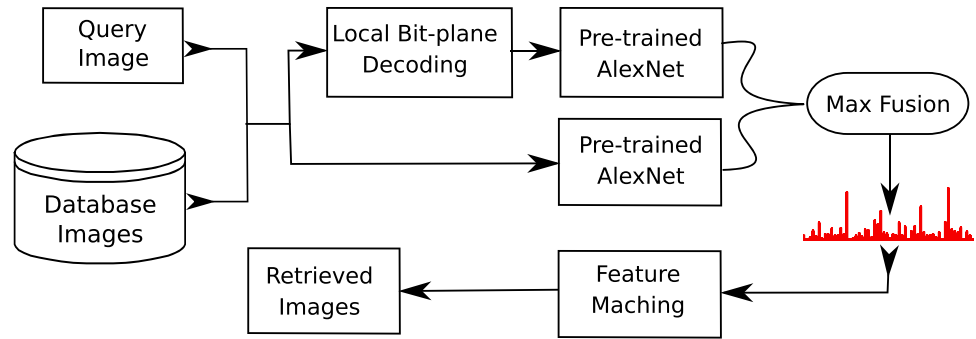 Query
Image
Local Bit-plane
Decoding
Pre-trained
AlexNet
Max Fusion
Pre-trained
AlexNet
Database
Images
Retrieved
Images
Feature
Maching